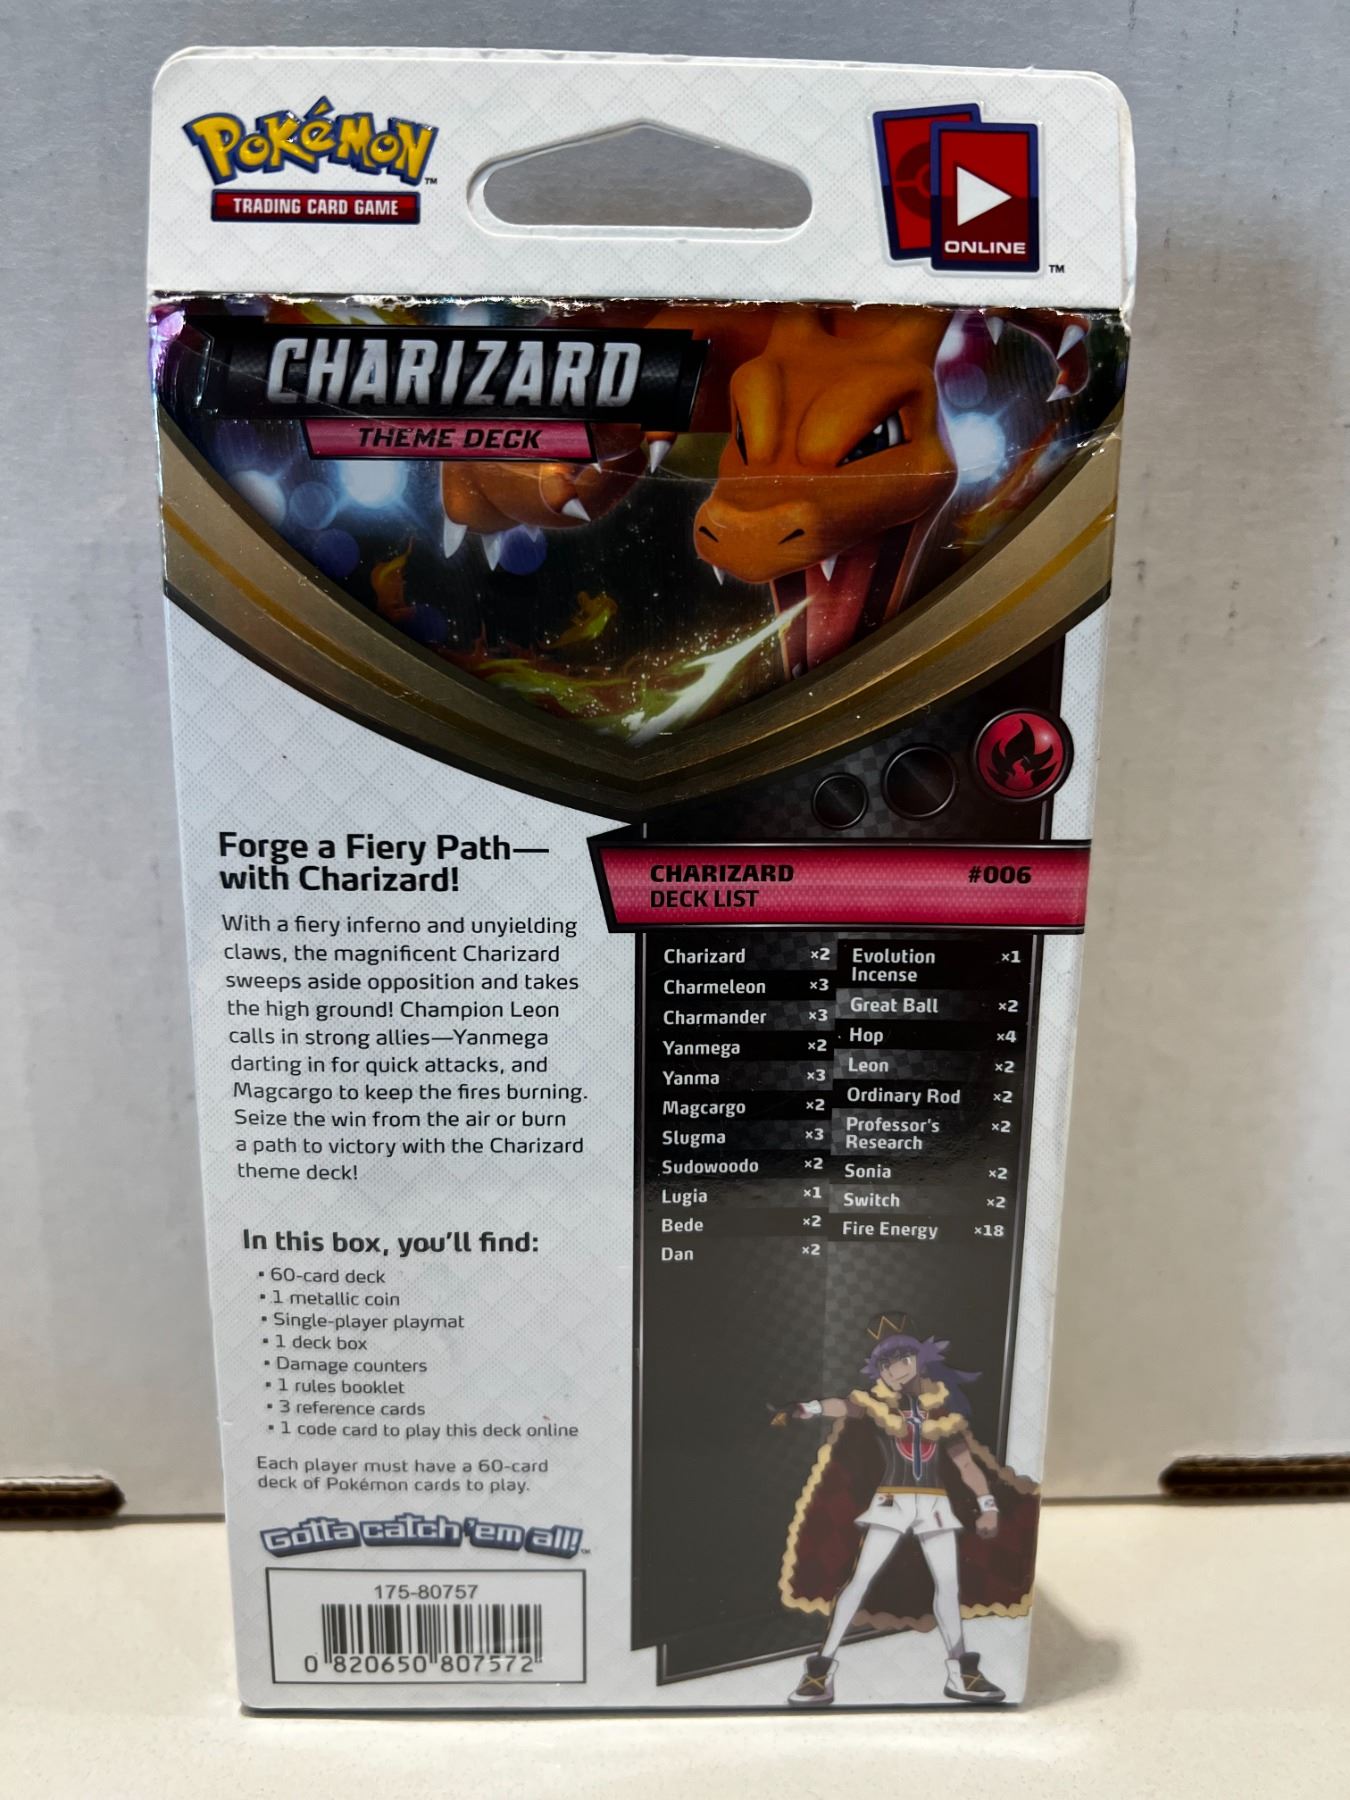 POKéMON™
TRADING CARD GAME
ONLINE
™
CHARIZARD
THEME DECK
Forge a Fiery Path—
with Charizard!
With a fiery inferno and unyielding
claws, the magnificent Charizard
sweeps aside opposition and takes
the high ground! Champion Leon
calls in strong allies—Yanmega
darting in for quick attacks, and
Magcargo to keep the fires burning.
Seize the win from the air or burn
a path to victory with the Charizard
theme deck!
In this box, you'll find:
▪ 60-card deck
▪ 1 metallic coin
▪ Single-player playmat
▪ 1 deck box
▪ Damage counters
▪ 1 rules booklet
▪ 3 reference cards
▪ 1 code card to play this deck online
Each player must have a 60-card
deck of Pokémon cards to play.
Gotta catch 'em all!™
175-80757
0 820650 807572
CHARIZARD #006
DECK LIST
Charizard ×2
Charmeleon ×3
Charmander ×3
Yanmega ×2
Yanma ×3
Magcargo ×2
Slugma ×3
Sudowoodo ×2
Lugia ×1
Bede ×2
Dan ×2
Evolution ×1
Incense
Great Ball ×2
Hop ×4
Leon ×2
Ordinary Rod ×2
Professor's ×2
Research
Sonia ×2
Switch ×2
Fire Energy ×18